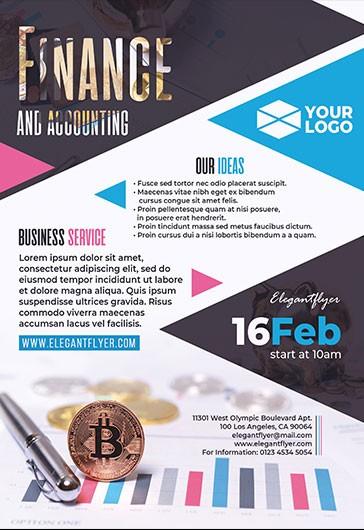 FINANCE
AND ACCOUNTING
YOUR
LOGO
OUR IDEAS
• Fusce sed tortor nec odio placerat suscipit.
• Maecenas vitae nibh eget ex bibendum
cursus congue sit amet felis.
• Proin pellentesque quam at nisi posuere,
in posuere erat hendrerit.
• Proin tincidunt massa sed metus faucibus dictum.
• Proin cursus dui a nisi lobortis bibendum a a quam.
BUSINESS SERVICE
Lorem ipsum dolor sit amet,
consectetur adipiscing elit, sed do
eiusmod tempor incididunt ut labore
et dolore magna aliqua. Quis ipsum
suspendisse ultrices gravida. Risus
commodo viverra maecenas
accumsan lacus vel facilisis.
WWW.ELEGANTFLYER.COM
Elegantflyer
16Feb
start at 10am
11301 West Olympic Boulevard Apt.
100 Los Angeles, CA 90064
elegantflyer@mail.com
www.elegantflyer.com
For Information: 0123 4534 5054
OPTION ONE